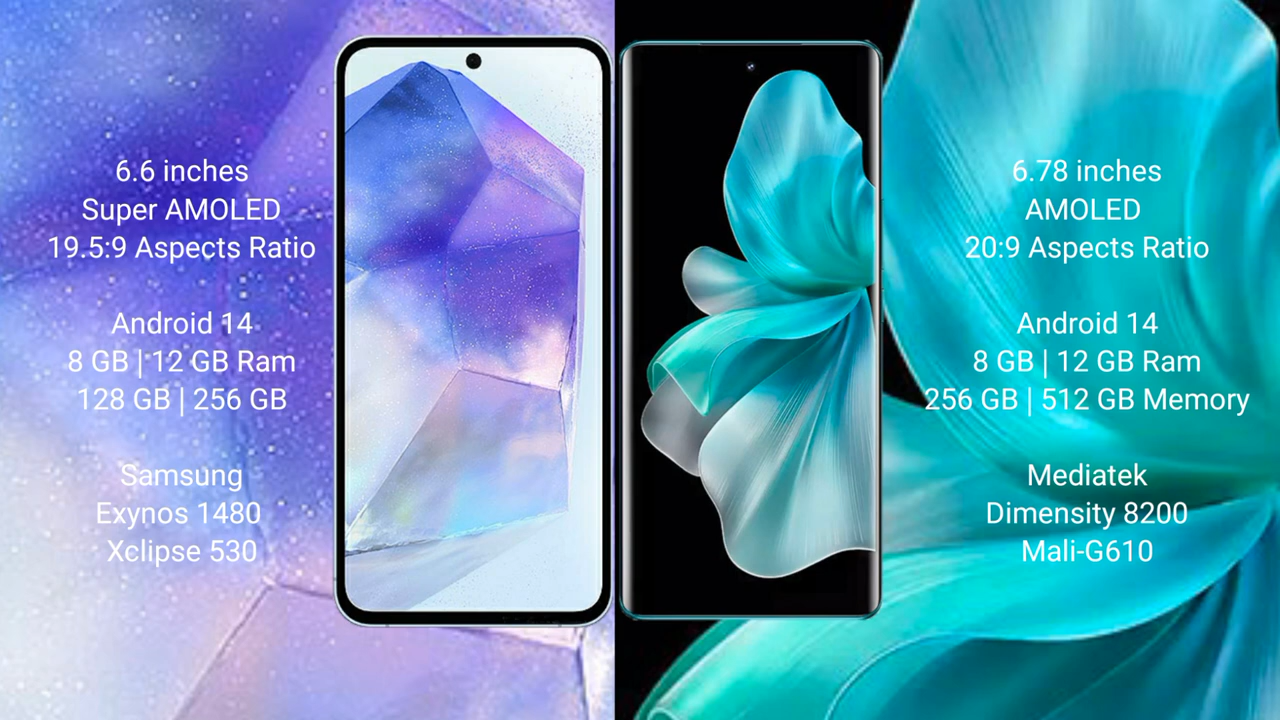 6.6 inches
Super AMOLED
19.5:9 Aspects Ratio
Android 14
8 GB | 12 GB Ram
128 GB | 256 GB
Samsung
Exynos 1480
Xclipse 530
6.78 inches
AMOLED
20:9 Aspects Ratio
Android 14
8 GB | 12 GB Ram
256 GB | 512 GB Memory
Mediatek
Dimensity 8200
Mali-G610